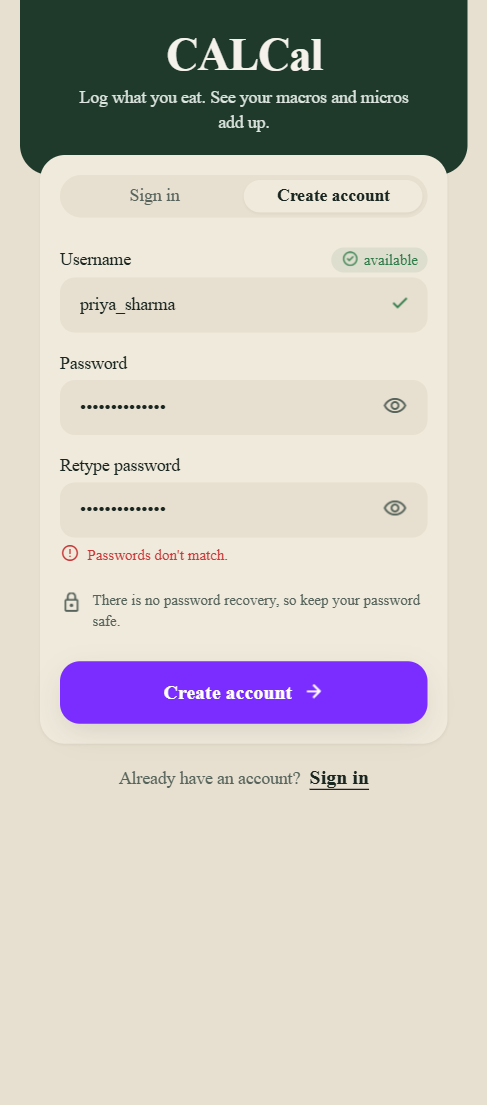 CALCal
Log what you eat. See your macros and micros
add up.
Sign in
Create account
Username
available
priya_sharma
Password
••••••••••••••
Retype password
••••••••••••••
Passwords don't match.
There is no password recovery, so keep your password
safe.
Create account →
Already have an account? Sign in